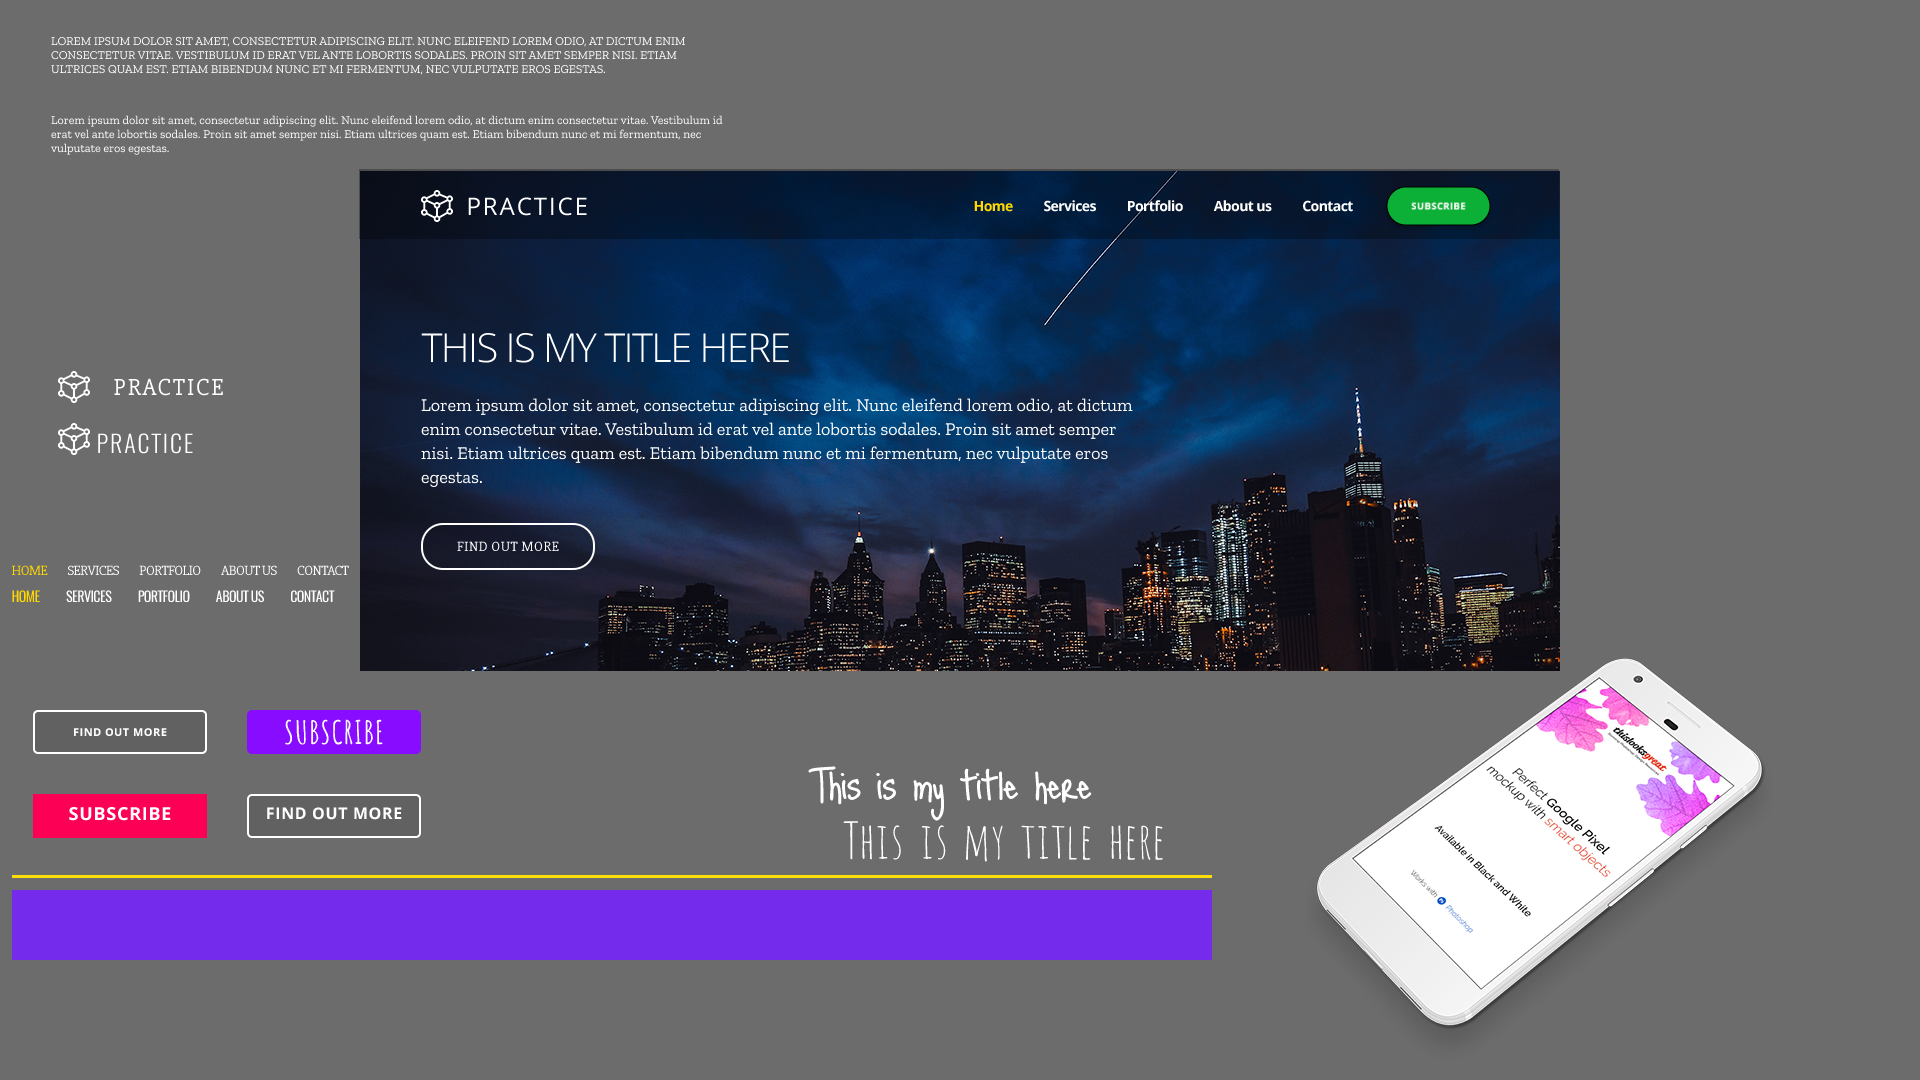 LOREM IPSUM DOLOR SIT AMET, CONSECTETUR ADIPISCING ELIT. NUNC ELEIFEND LOREM ODIO, AT DICTUM ENIM
CONSECTETUR VITAE. VESTIBULUM ID ERAT VEL ANTE LOBORTIS SODALES. PROIN SIT AMET SEMPER NISI. ETIAM
ULTRICES QUAM EST. ETIAM BIBENDUM NUNC ET MI FERMENTUM, NEC VULPUTATE EROS EGESTAS.
Lorem ipsum dolor sit amet, consectetur adipiscing elit. Nunc eleifend lorem odio, at dictum enim consectetur vitae. Vestibulum id
erat vel ante lobortis sodales. Proin sit amet semper nisi. Etiam ultrices quam est. Etiam bibendum nunc et mi fermentum, nec
vulputate eros egestas.
PRACTICE Home Services Portfolio About us Contact SUBSCRIBE
THIS IS MY TITLE HERE
Lorem ipsum dolor sit amet, consectetur adipiscing elit. Nunc eleifend lorem odio, at dictum
enim consectetur vitae. Vestibulum id erat vel ante lobortis sodales. Proin sit amet semper
nisi. Etiam ultrices quam est. Etiam bibendum nunc et mi fermentum, nec vulputate eros
egestas.
FIND OUT MORE
PRACTICE
PRACTICE
HOME SERVICES PORTFOLIO ABOUT US CONTACT
HOME SERVICES PORTFOLIO ABOUT US CONTACT
FIND OUT MORE SUBSCRIBE
SUBSCRIBE FIND OUT MORE
This is my title here
THIS IS MY TITLE HERE
thislooksgreat
Perfect Google Pixel
mockup with smart objects
Available in Black and White
Works with Photoshop